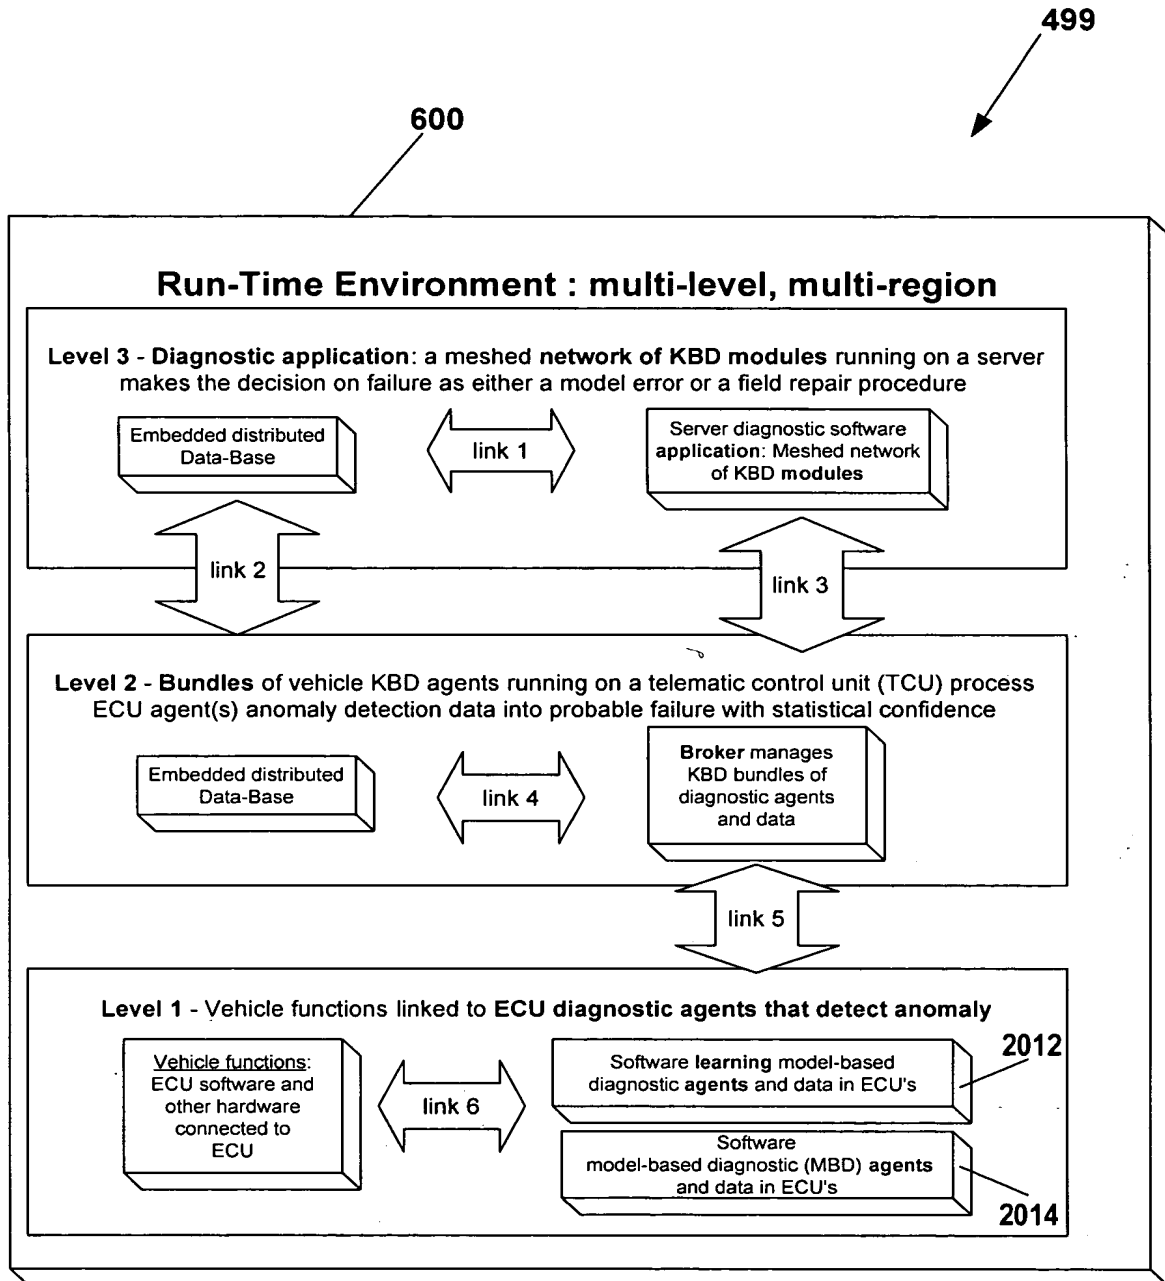 499
600
Run-Time Environment : multi-level, multi-region
Level 3 - Diagnostic application: a meshed network of KBD modules running on a server
makes the decision on failure as either a model error or a field repair procedure
Embedded distributed
Data-Base
link 1
Server diagnostic software
application: Meshed network
of KBD modules
link 2
link 3
Level 2 - Bundles of vehicle KBD agents running on a telematic control unit (TCU) process
ECU agent(s) anomaly detection data into probable failure with statistical confidence
Embedded distributed
Data-Base
link 4
Broker manages
KBD bundles of
diagnostic agents
and data
link 5
Level 1 - Vehicle functions linked to ECU diagnostic agents that detect anomaly
Vehicle functions:
ECU software and
other hardware
connected to
ECU
link 6
Software learning model-based
diagnostic agents and data in ECU's
2012
Software
model-based diagnostic (MBD) agents
and data in ECU's
2014